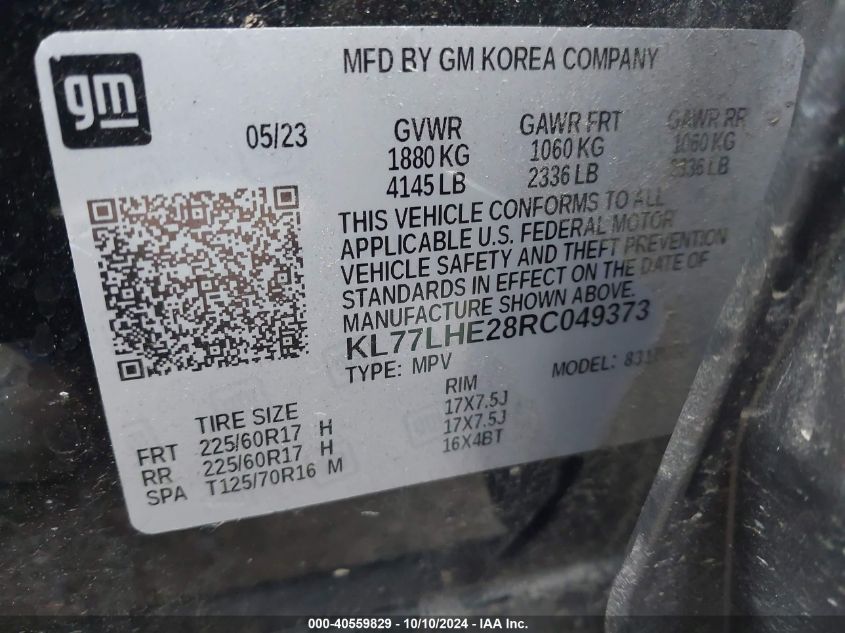 gm
MFD BY GM KOREA COMPANY
05/23
GVWR GAWR FRT GAWR RR
1880 KG 1060 KG 1060 KG
4145 LB 2336 LB 2336 LB
THIS VEHICLE CONFORMS TO ALL
APPLICABLE U.S. FEDERAL MOTOR
VEHICLE SAFETY AND THEFT PREVENTION
STANDARDS IN EFFECT ON THE DATE OF
MANUFACTURE SHOWN ABOVE.
KL77LHE28RC049373
TYPE: MPV MODEL:
TIRE SIZE RIM
FRT 225/60R17 H 17X7.5J
RR 225/60R17 H 17X7.5J
SPA T125/70R16 M 16X4BT
000-40559829 - 10/10/2024 - IAA Inc.